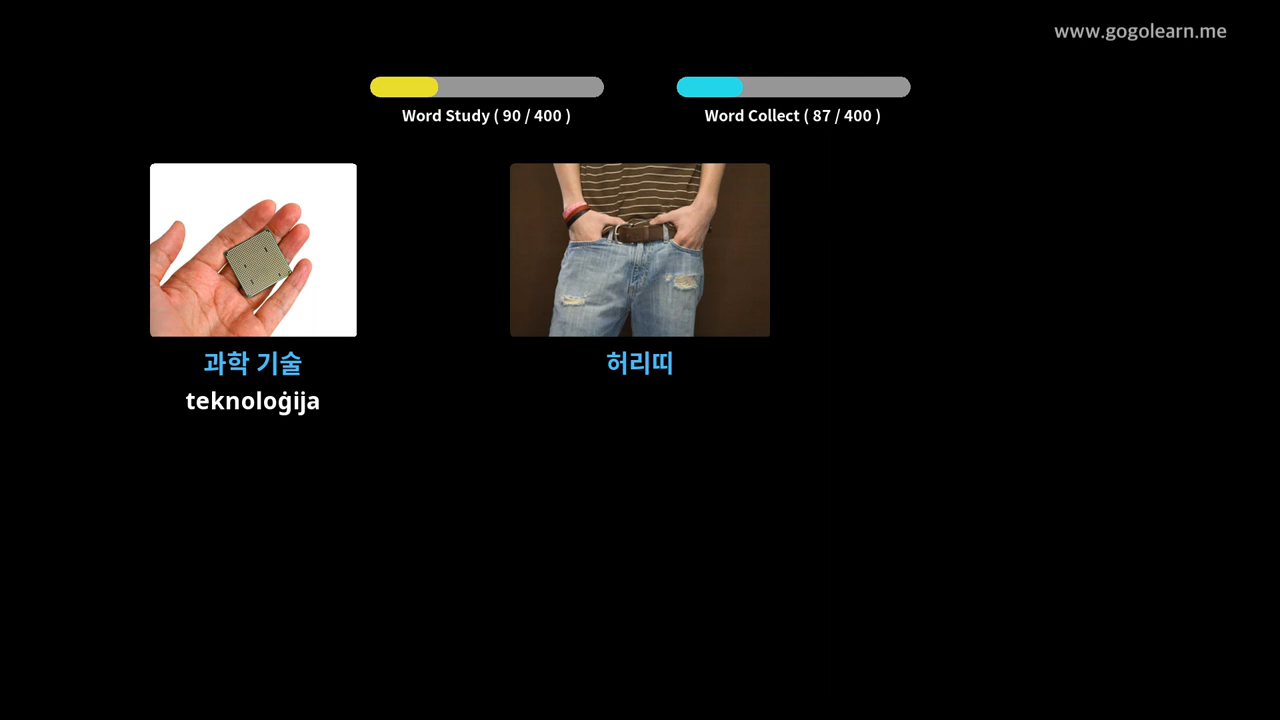 www.gogolearn.me
Word Study ( 90 / 400 )
Word Collect ( 87 / 400 )
과학 기술
teknoloġija
허리띠